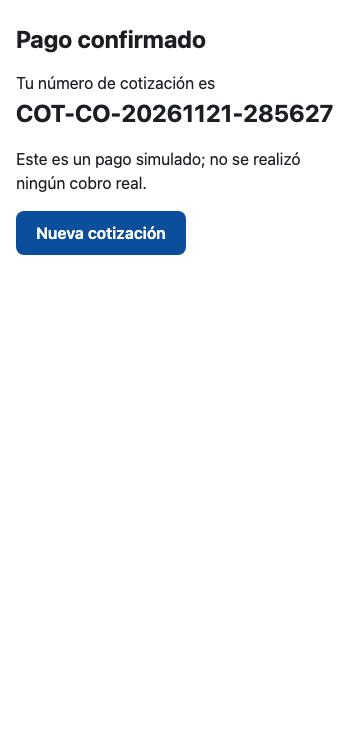 Pago confirmado
Tu número de cotización es
COT-CO-20261121-285627
Este es un pago simulado; no se realizó
ningún cobro real.
Nueva cotización